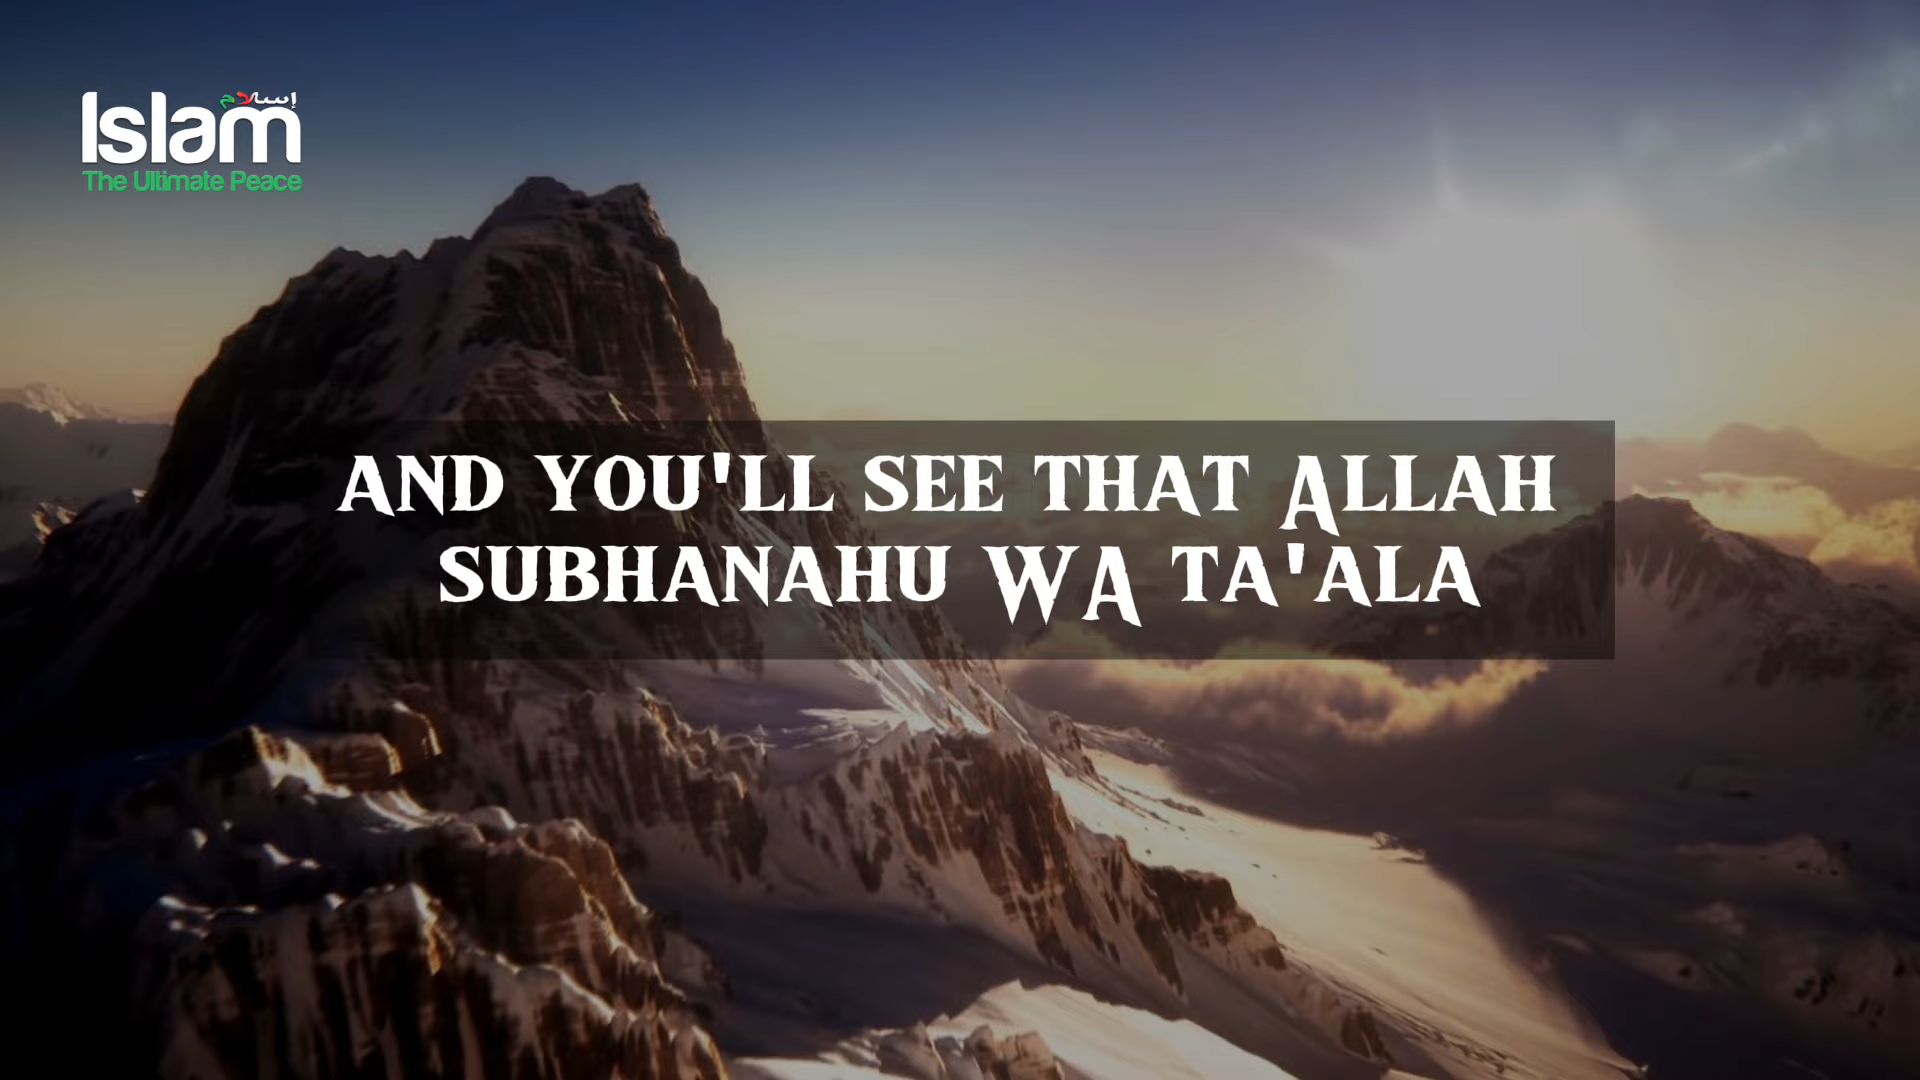 إسلام
Islam
The Ultimate Peace
AND YOU'LL SEE THAT ALLAH
SUBHANAHU WA TA'ALA